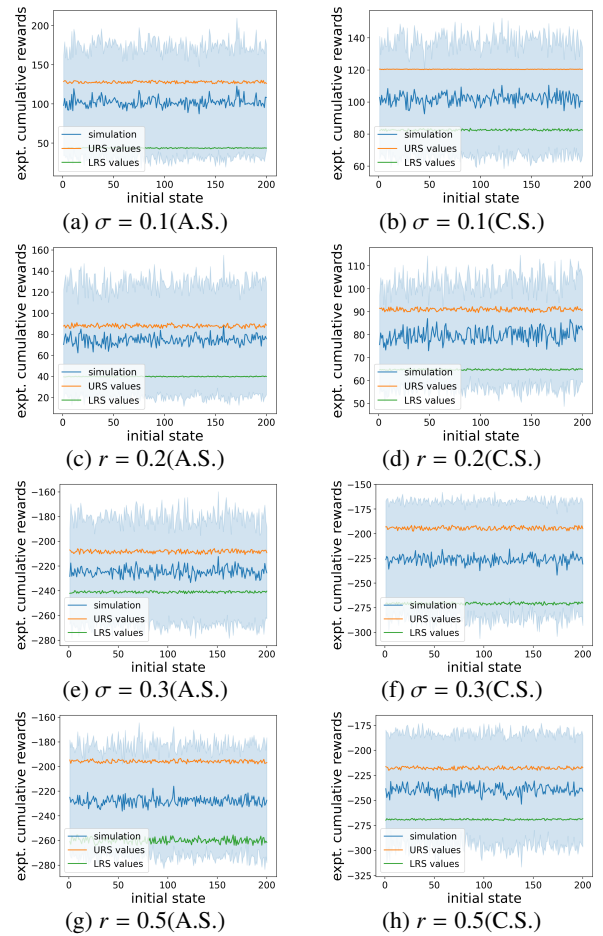 expt. cumulative rewards
200
150
100
50
simulation
URS values
LRS values
0 50 100 150 200
initial state
(a) σ = 0.1(A.S.)
expt. cumulative rewards
140
120
100
80
60
simulation
URS values
LRS values
0 50 100 150 200
initial state
(b) σ = 0.1(C.S.)
expt. cumulative rewards
160
140
120
100
80
60
40
20
simulation
URS values
LRS values
0 50 100 150 200
initial state
(c) r = 0.2(A.S.)
expt. cumulative rewards
110
100
90
80
70
60
50
simulation
URS values
LRS values
0 50 100 150 200
initial state
(d) r = 0.2(C.S.)
expt. cumulative rewards
−160
−180
−200
−220
−240
−260
−280
simulation
URS values
LRS values
0 50 100 150 200
initial state
(e) σ = 0.3(A.S.)
expt. cumulative rewards
−150
−175
−200
−225
−250
−275
−300
simulation
URS values
LRS values
0 50 100 150 200
initial state
(f) σ = 0.3(C.S.)
expt. cumulative rewards
−160
−180
−200
−220
−240
−260
−280
simulation
URS values
LRS values
0 50 100 150 200
initial state
(g) r = 0.5(A.S.)
expt. cumulative rewards
−175
−200
−225
−250
−275
−300
−325
simulation
URS values
LRS values
0 50 100 150 200
initial state
(h) r = 0.5(C.S.)